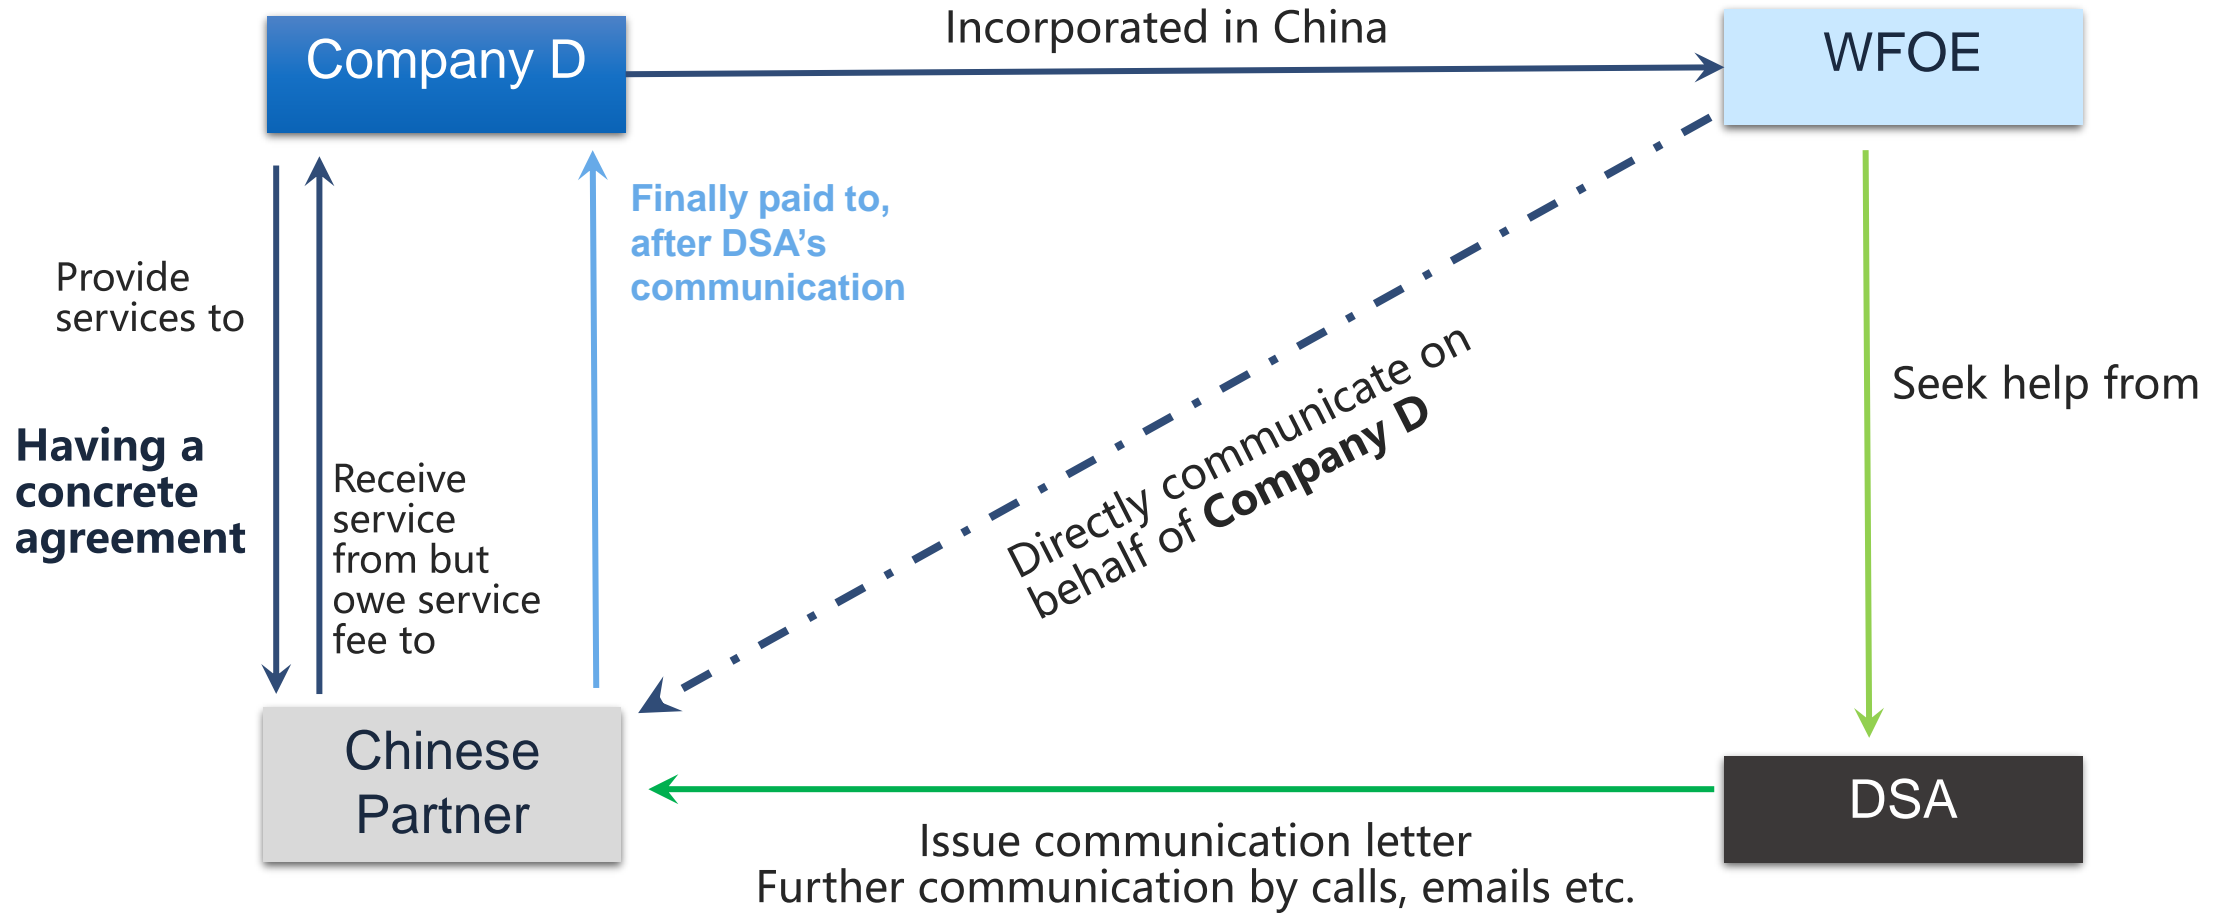 Company D
Incorporated in China
WFOE
Finally paid to,
after DSA’s
communication
Provide
services to
Having a
concrete
agreement
Receive
service
from but
owe service
fee to
Directly communicate on
behalf of Company D
Seek help from
Chinese
Partner
DSA
Issue communication letter
Further communication by calls, emails etc.